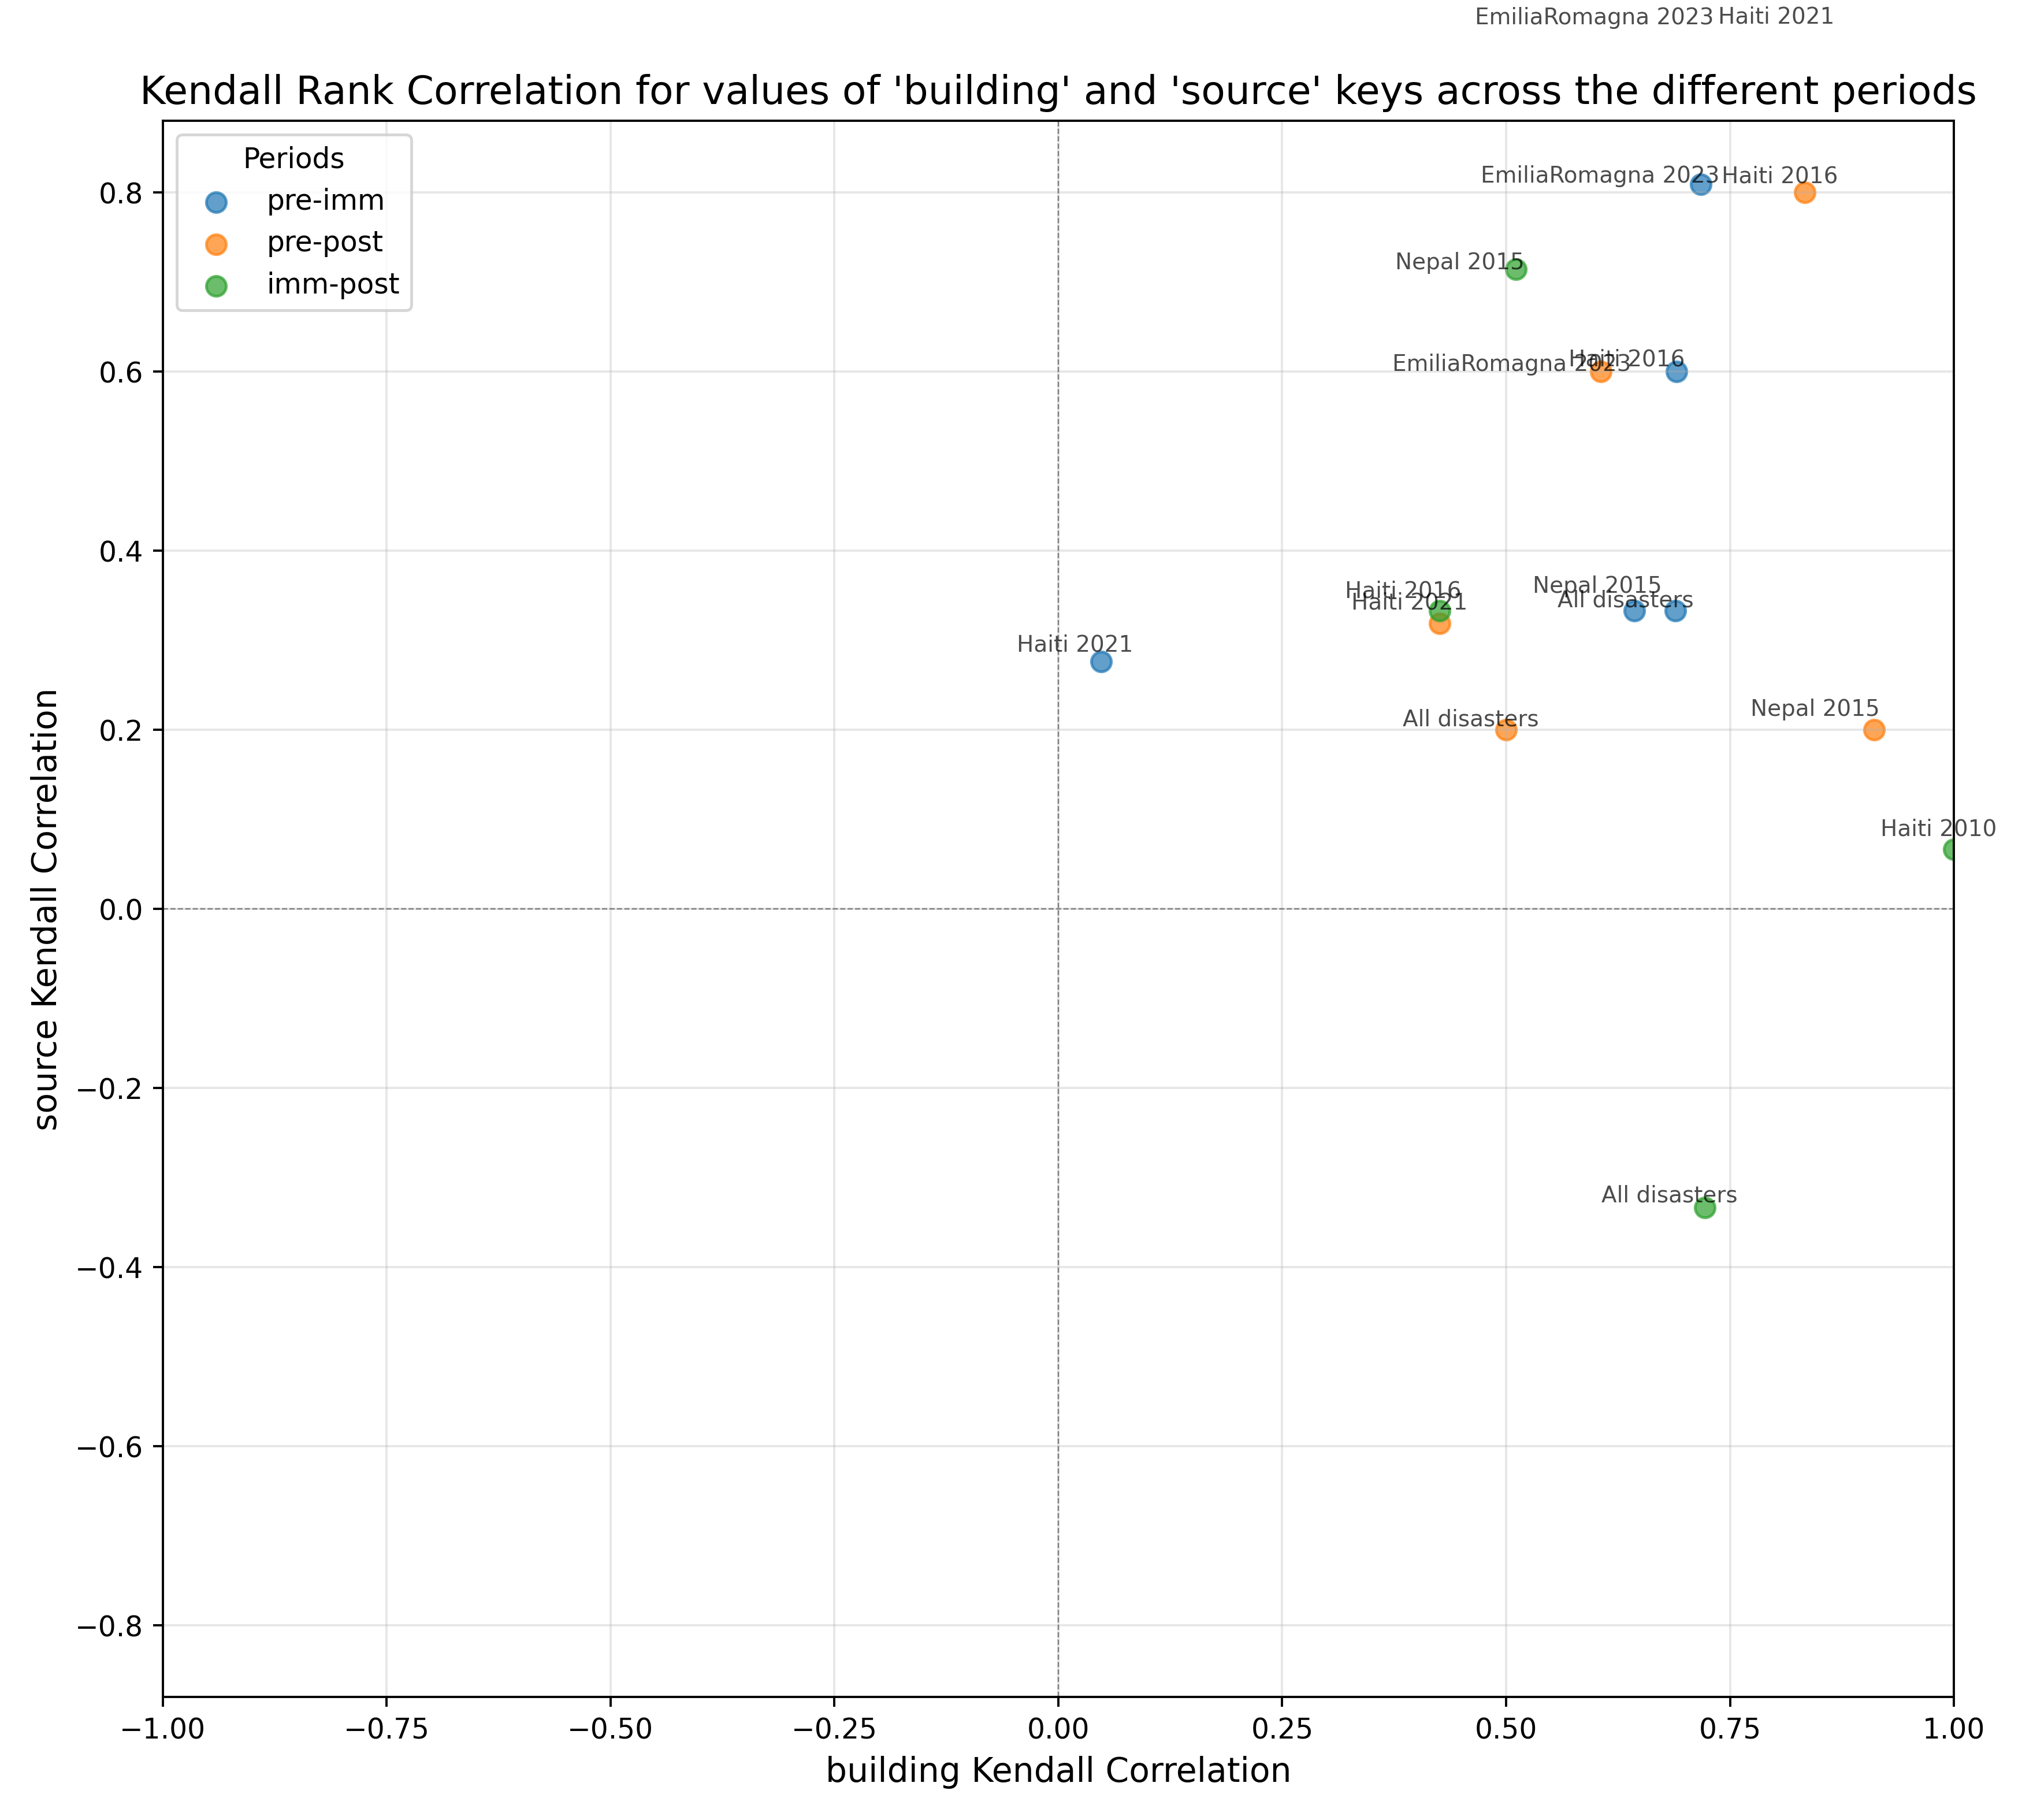 EmiliaRomagna 2023 Haiti 2021
Kendall Rank Correlation for values of 'building' and 'source' keys across the different periods
Periods
pre-imm
pre-post
imm-post
EmiliaRomagna 2023 Haiti 2016
Nepal 2015
EmiliaRomagna 2023
Haiti 2016
Haiti 2016
Haiti 2021
Nepal 2015
All disasters
Haiti 2021
All disasters
Nepal 2015
Haiti 2010
All disasters
0.8
0.6
0.4
0.2
0.0
−0.2
−0.4
−0.6
−0.8
source Kendall Correlation
−1.00 −0.75 −0.50 −0.25 0.00 0.25 0.50 0.75 1.00
building Kendall Correlation